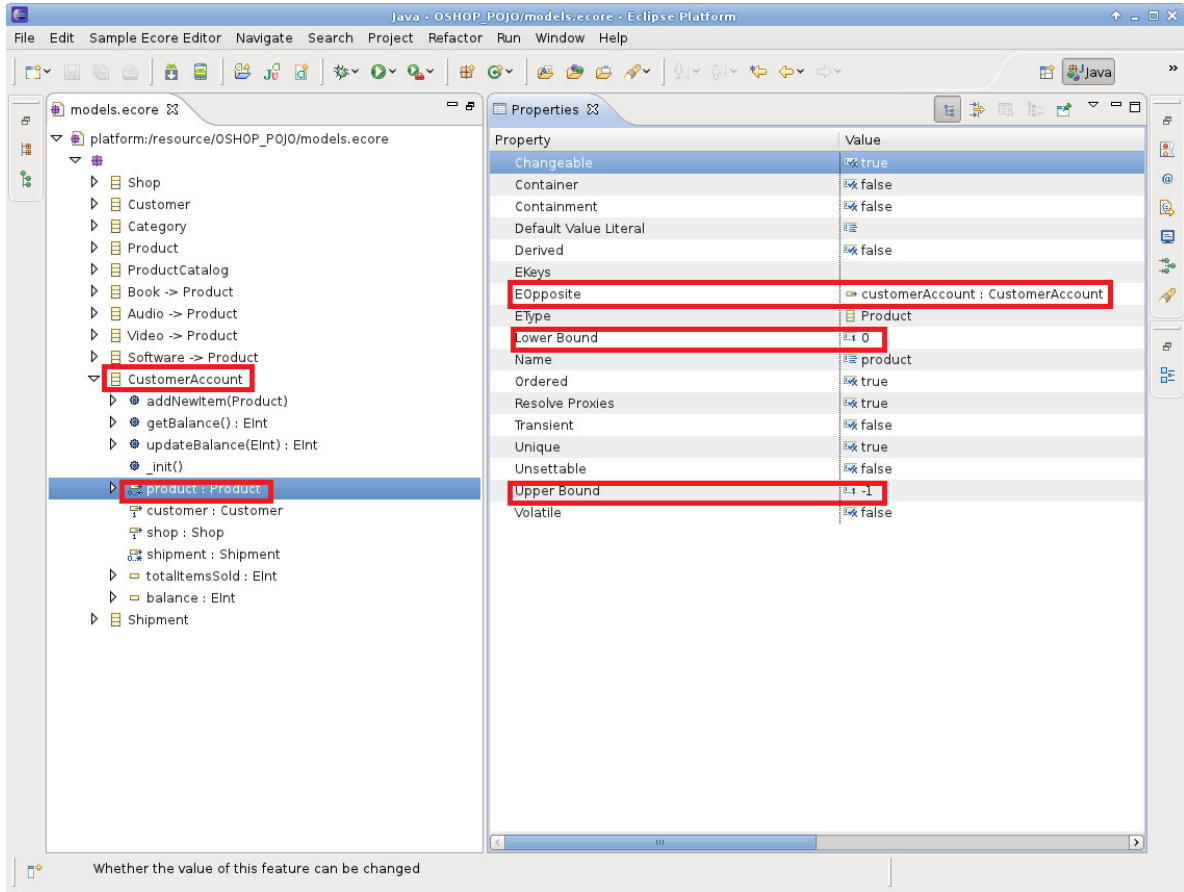 Java - OSHOP_POJO/models.ecore - Eclipse Platform
File Edit Sample Ecore Editor Navigate Search Project Refactor Run Window Help
Java »
models.ecore
platform:/resource/OSHOP_POJO/models.ecore
Shop
Customer
Category
Product
ProductCatalog
Book -> Product
Audio -> Product
Video -> Product
Software -> Product
CustomerAccount
addNewItem(Product)
getBalance() : EInt
updateBalance(EInt) : EInt
_init()
product : Product
customer : Customer
shop : Shop
shipment : Shipment
totalItemsSold : EInt
balance : EInt
Shipment
Properties
Property Value
Changeable true
Container false
Containment false
Default Value Literal
Derived false
EKeys
EOpposite customerAccount : CustomerAccount
EType Product
Lower Bound 0
Name product
Ordered true
Resolve Proxies true
Transient false
Unique true
Unsettable false
Upper Bound -1
Volatile false
Whether the value of this feature can be changed